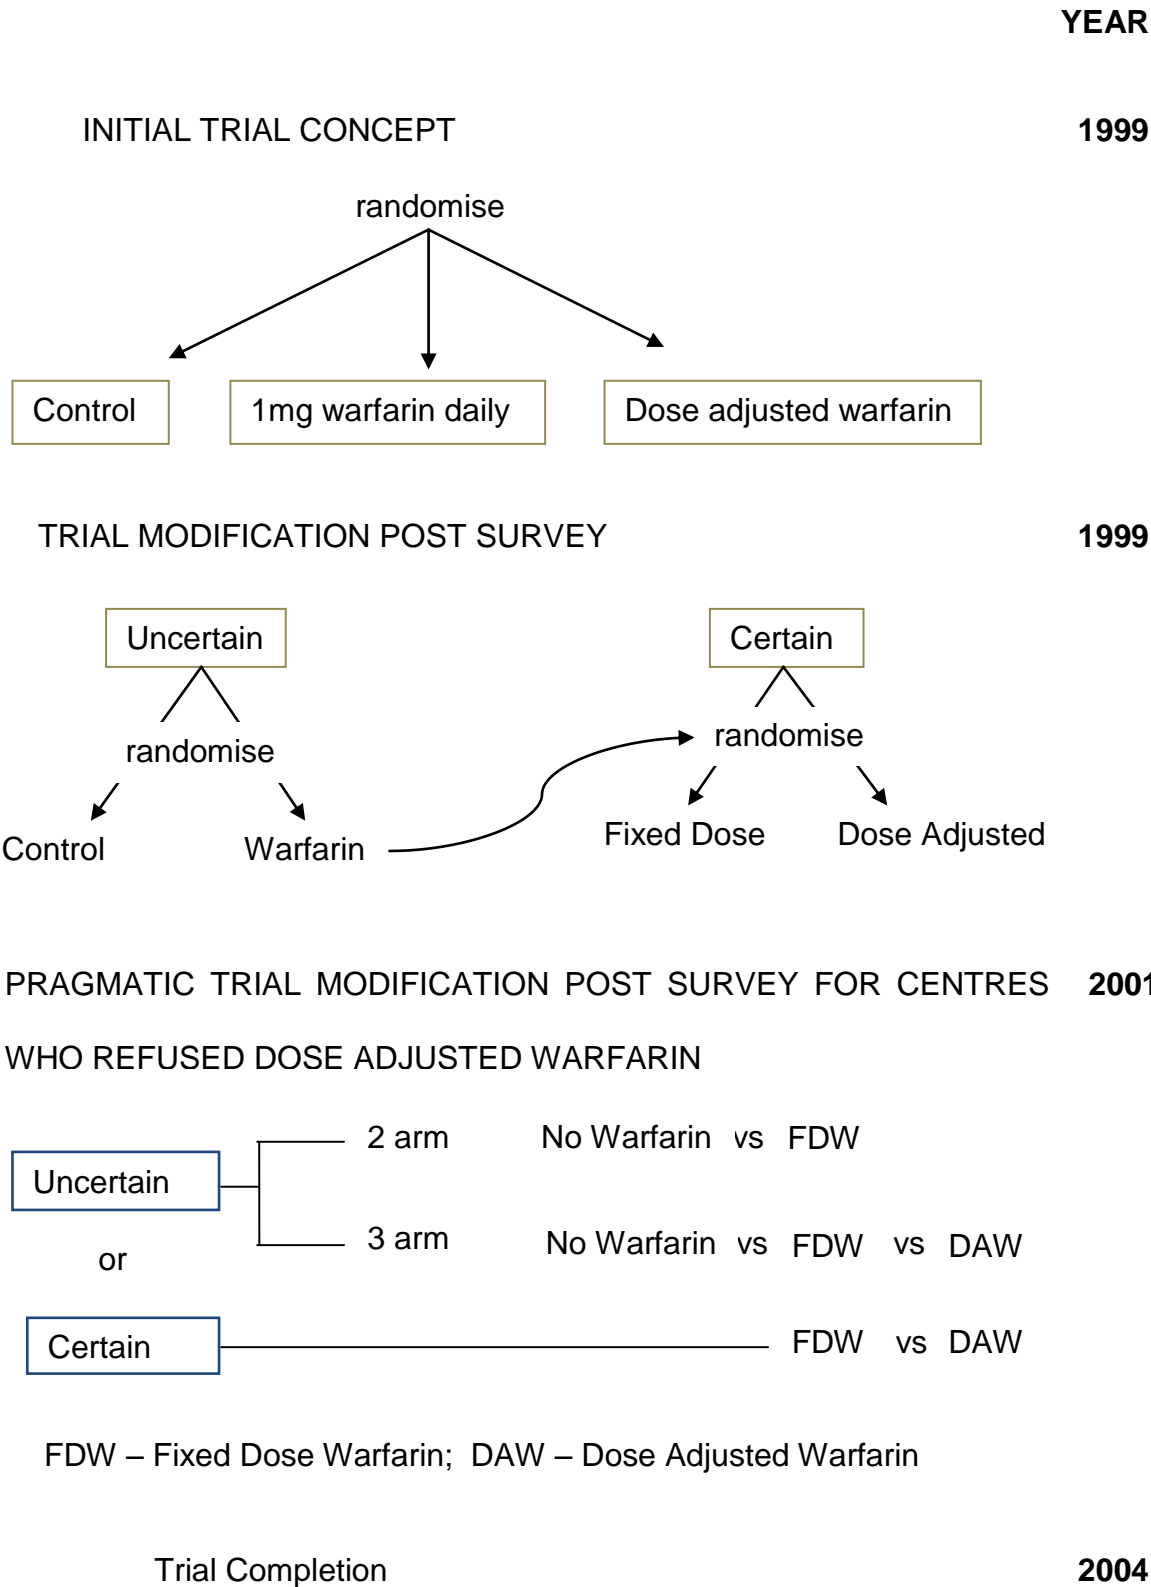 YEAR
INITIAL TRIAL CONCEPT 1999
randomise
Control 1mg warfarin daily Dose adjusted warfarin
TRIAL MODIFICATION POST SURVEY 1999
Uncertain Certain
randomise randomise
Control Warfarin Fixed Dose Dose Adjusted
PRAGMATIC TRIAL MODIFICATION POST SURVEY FOR CENTRES 2001
WHO REFUSED DOSE ADJUSTED WARFARIN
2 arm No Warfarin vs FDW
Uncertain
3 arm No Warfarin vs FDW vs DAW
or
Certain FDW vs DAW
FDW – Fixed Dose Warfarin; DAW – Dose Adjusted Warfarin
Trial Completion 2004